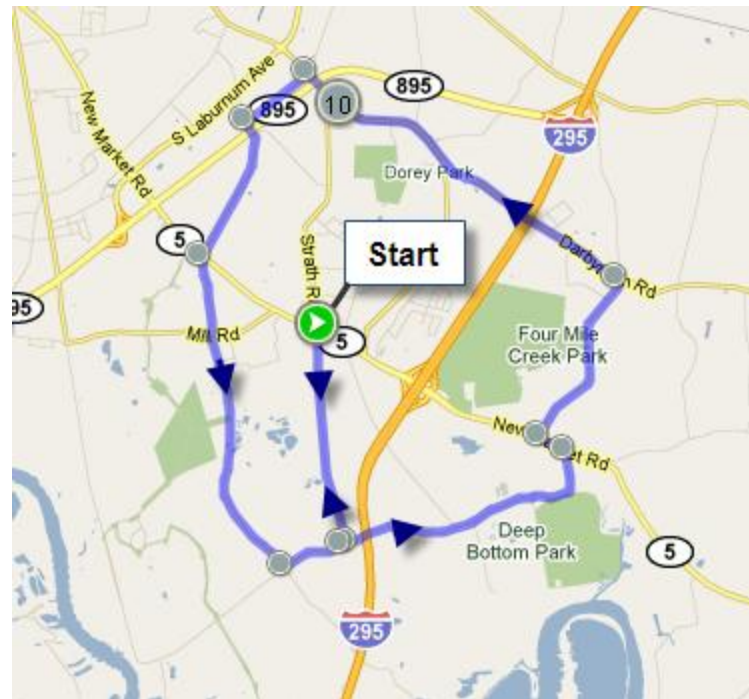 S Laburnum Ave
895
895
10
New Market Rd
295
Dorey Park
5
Start
Strath R
Darby
n Rd
95
Mill Rd
5
Four Mile
Creek Park
New
ket Rd
Deep
Bottom Park
5
295